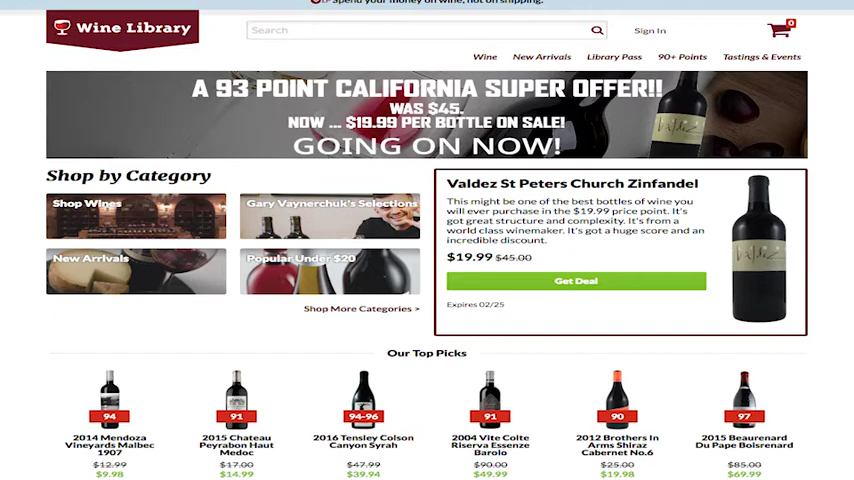 Spend your money on wine, not on shipping.
Wine Library
Search
Sign In
0
Wine
New Arrivals
Library Pass
90+ Points
Tastings & Events
A 93 POINT CALIFORNIA SUPER OFFER!!
WAS $45.
NOW ... $19.99 PER BOTTLE ON SALE!
GOING ON NOW!
Shop by Category
Shop Wines
Gary Vaynerchuk's Selections
New Arrivals
Popular Under $20
Shop More Categories >
Valdez St Peters Church Zinfandel
This might be one of the best bottles of wine you
will ever purchase in the $19.99 price point. It's
got great structure and complexity. It's from a
world class winemaker. It's got a huge score and an
incredible discount.
$19.99 $45.00
Get Deal
Expires 02/25
Valdez
Our Top Picks
94
91
94-96
91
90
97
2014 Mendoza
Vineyards Malbec
1907
$12.99
$9.98
2015 Chateau
Peyrabon Haut
Medoc
$17.00
$14.99
2016 Tensley Colson
Canyon Syrah
$47.99
$39.94
2004 Vite Colte
Riserva Essenze
Barolo
$90.00
$49.99
2012 Brothers In
Arms Shiraz
Cabernet No.6
$25.00
$19.98
2015 Beaurenard
Du Pape Boisrenard
$85.00
$69.99